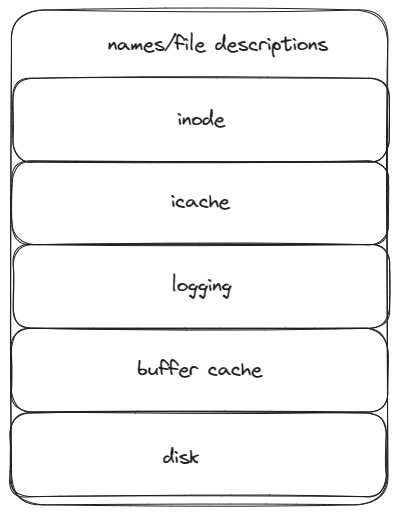 names/file descriptions
inode
icache
logging
buffer cache
disk